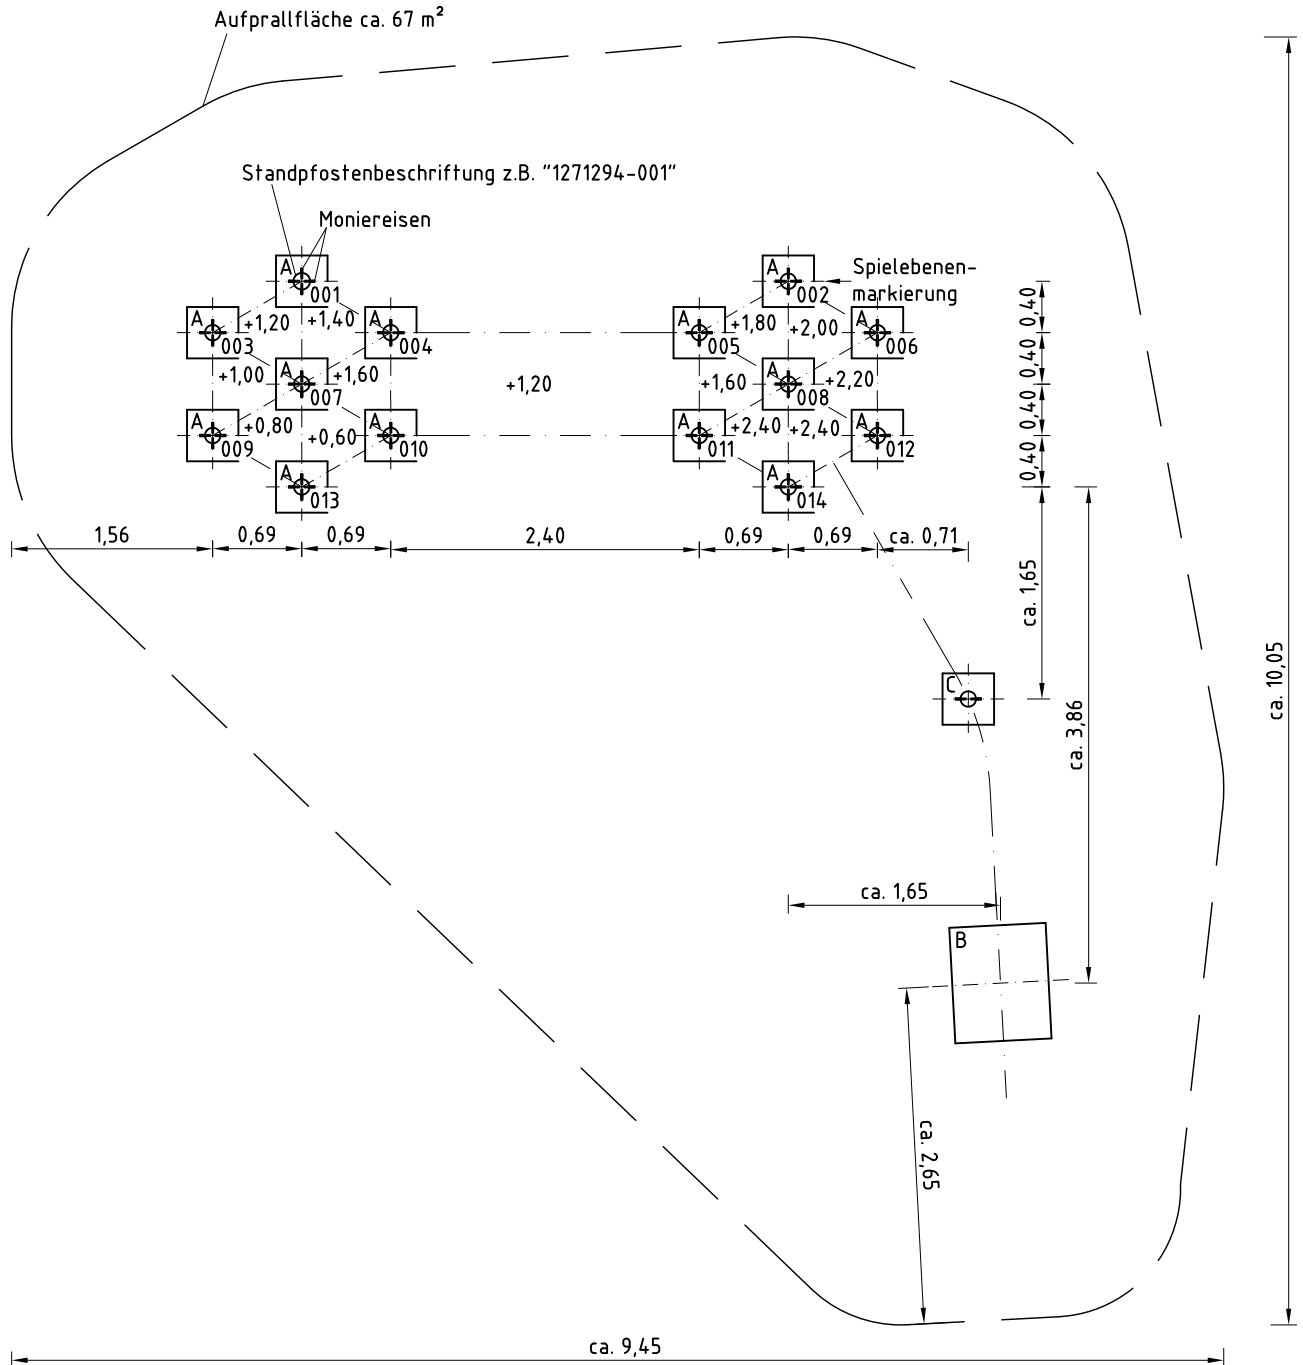 Aufprallfläche ca. 67 m²
Standpfostenbeschriftung z.B. "1271294-001"
Moniereisen
Spielebenen-
markierung
A
001
A
002
0,40
A
003
+1,20
+1,40
A
004
A
005
+1,80
+2,00
A
006
0,40
+1,00
A
007
+1,60
+1,20
+1,60
A
008
+2,20
0,40
A
009
+0,80
+0,60
A
010
A
011
+2,40
+2,40
A
012
0,40
A
013
A
014
1,56
0,69
0,69
2,40
0,69
0,69
ca. 0,71
ca. 1,65
C
ca. 3,86
ca. 10,05
ca. 1,65
B
ca. 2,65
ca. 9,45